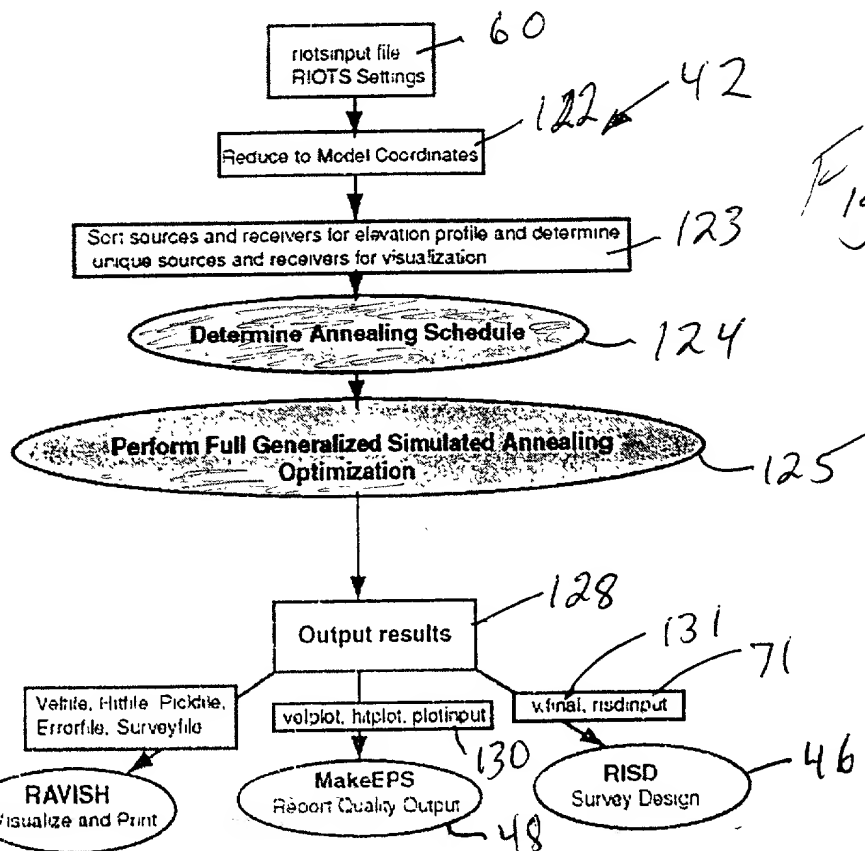 riotsinput file
RIOTS Settings
60
Reduce to Model Coordinates
122
42
Sort sources and receivers for elevation profile and determine
unique sources and receivers for visualization
123
Fig
Determine Annealing Schedule
124
Perform Full Generalized Simulated Annealing
Optimization
125
Output results
128
131
71
Velfile, Hitfile, Pickfile,
Errorfile, Surveyfile
velplot, hitplot, plotinput
130
v.final, risdinput
RAVISH
Visualize and Print
MakeEPS
Report Quality Output
48
RISD
Survey Design
46